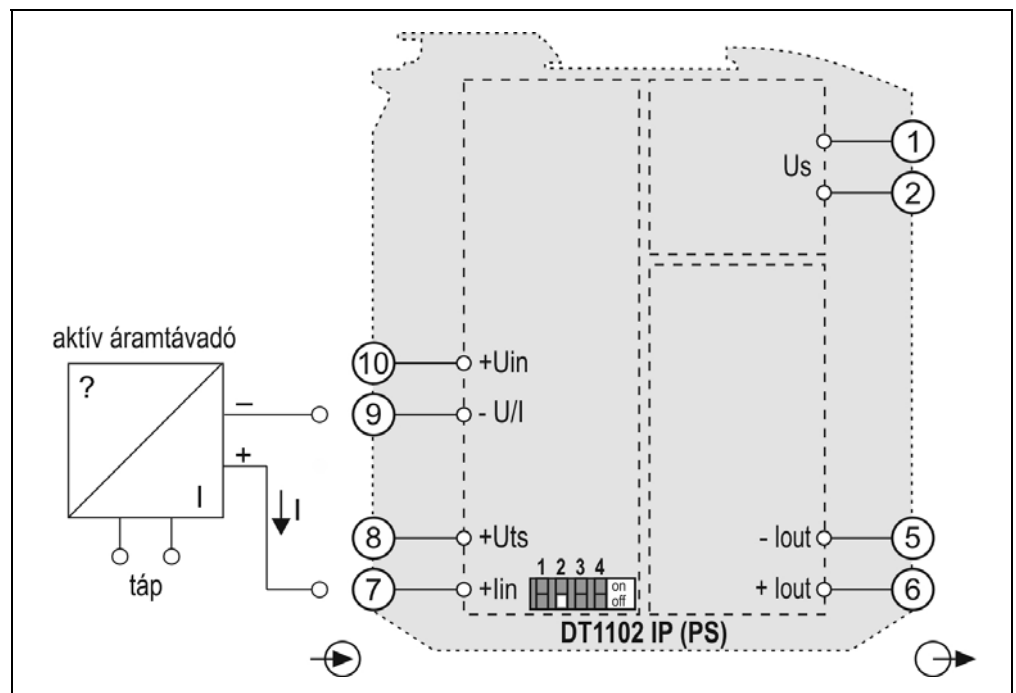 1
Us
2
aktív áramtávadó
?
I
–
+
I
táp
10
+Uin
9
- U/I
8
+Uts
7
+Iin
1 2 3 4
on
off
- Iout
5
+ Iout
6
DT1102 IP (PS)